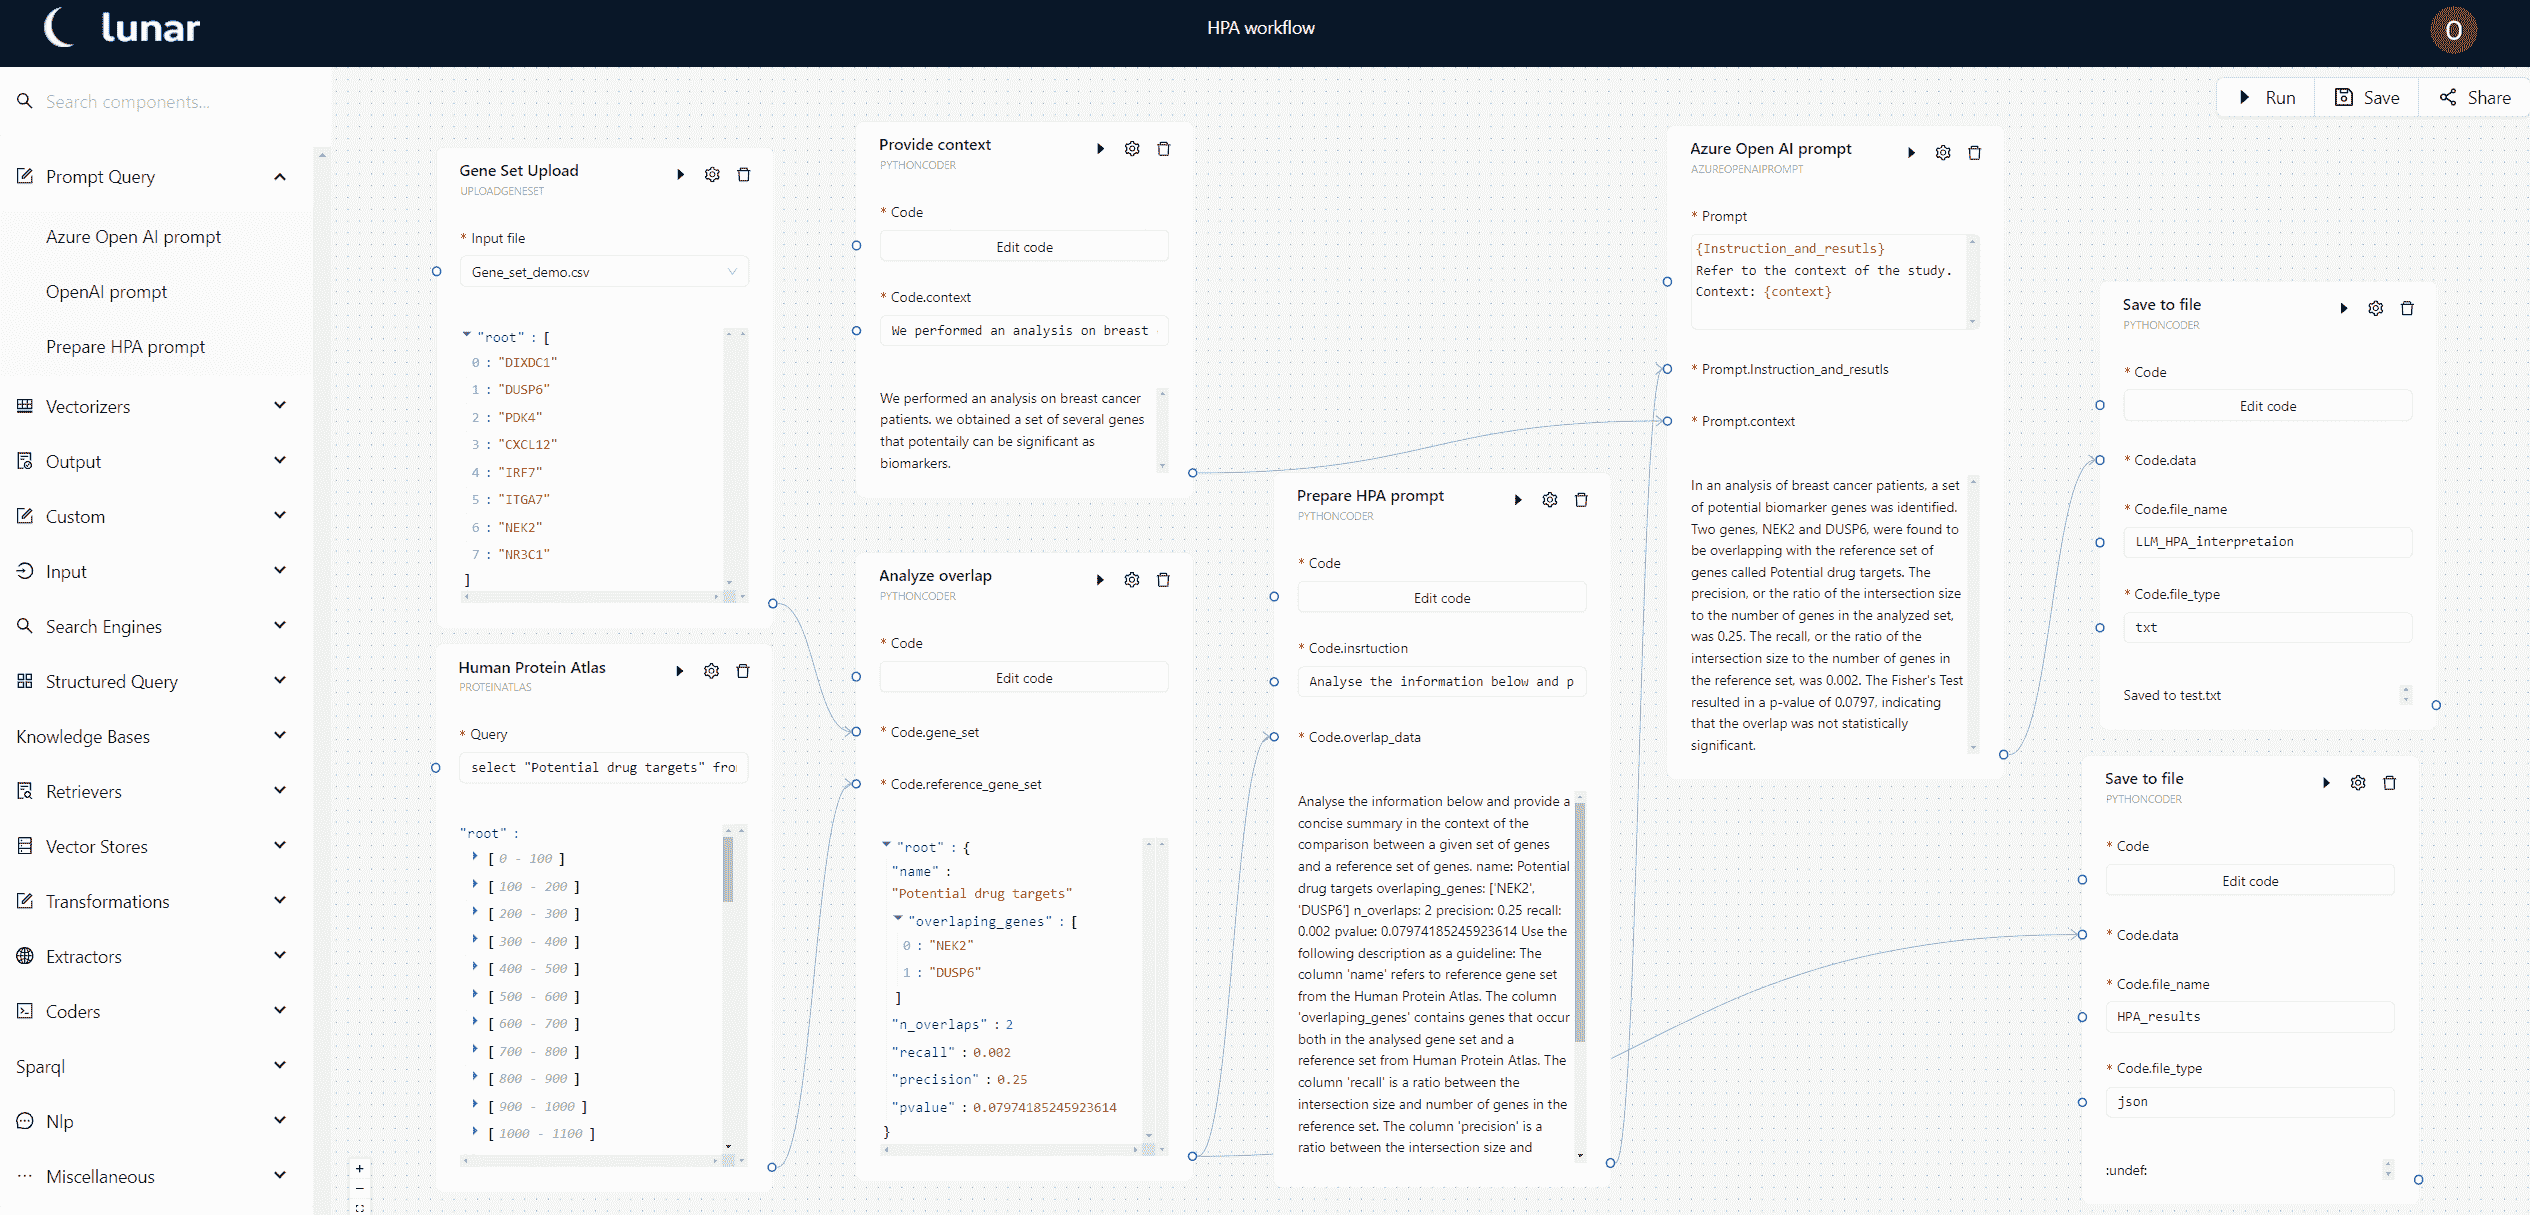 lunar
HPA workflow
O
Search components...
Run
Save
Share
Prompt Query
Azure Open AI prompt
OpenAI prompt
Prepare HPA prompt
Vectorizers
Output
Custom
Input
Search Engines
Structured Query
Knowledge Bases
Retrievers
Vector Stores
Transformations
Extractors
Coders
Sparql
Nlp
Miscellaneous
Gene Set Upload
UPLOADGENESET
* Input file
Gene_set_demo.csv
"root" : [
0 : "DIXDC1"
1 : "DUSP6"
2 : "PDK4"
3 : "CXCL12"
4 : "IRF7"
5 : "ITGA7"
6 : "NEK2"
7 : "NR3C1"
]
Human Protein Atlas
PROTEINATLAS
* Query
select "Potential drug targets" fro
"root" :
[ 0 - 100 ]
[ 100 - 200 ]
[ 200 - 300 ]
[ 300 - 400 ]
[ 400 - 500 ]
[ 500 - 600 ]
[ 600 - 700 ]
[ 700 - 800 ]
[ 800 - 900 ]
[ 900 - 1000 ]
[ 1000 - 1100 ]
Provide context
PYTHONCODER
* Code
Edit code
* Code.context
We performed an analysis on breast
We performed an analysis on breast cancer
patients. we obtained a set of several genes
that potentaily can be significant as
biomarkers.
Analyze overlap
PYTHONCODER
* Code
Edit code
* Code.gene_set
* Code.reference_gene_set
"root" : {
"name" :
"Potential drug targets"
"overlaping_genes" : [
0 : "NEK2"
1 : "DUSP6"
]
"n_overlaps" : 2
"recall" : 0.002
"precision" : 0.25
"pvalue" : 0.07974185245923614
}
Prepare HPA prompt
PYTHONCODER
* Code
Edit code
* Code.insrtuction
Analyse the information below and p
* Code.overlap_data
Analyse the information below and provide a
concise summary in the context of the
comparison between a given set of genes
and a reference set of genes. name: Potential
drug targets overlaping_genes: ['NEK2',
'DUSP6'] n_overlaps: 2 precision: 0.25 recall:
0.002 pvalue: 0.07974185245923614 Use the
following description as a guideline: The
column 'name' refers to reference gene set
from the Human Protein Atlas. The column
'overlaping_genes' contains genes that occur
both in the analysed gene set and a
reference set from Human Protein Atlas. The
column 'recall' is a ratio between the
intersection size and number of genes in the
reference set. The column 'precision' is a
ratio between the intersection size and
Azure Open AI prompt
AZUREOPENAIPROMPT
* Prompt
{Instruction_and_resutls}
Refer to the context of the study.
Context: {context}
* Prompt.Instruction_and_resutls
* Prompt.context
In an analysis of breast cancer patients, a set
of potential biomarker genes was identified.
Two genes, NEK2 and DUSP6, were found to
be overlapping with the reference set of
genes called Potential drug targets. The
precision, or the ratio of the intersection size
to the number of genes in the analyzed set,
was 0.25. The recall, or the ratio of the
intersection size to the number of genes in
the reference set, was 0.002. The Fisher's Test
resulted in a p-value of 0.0797, indicating
that the overlap was not statistically
significant.
Save to file
PYTHONCODER
* Code
Edit code
* Code.data
* Code.file_name
LLM_HPA_interpretaion
* Code.file_type
txt
Saved to test.txt
Save to file
PYTHONCODER
* Code
Edit code
* Code.data
* Code.file_name
HPA_results
* Code.file_type
json
:undef: